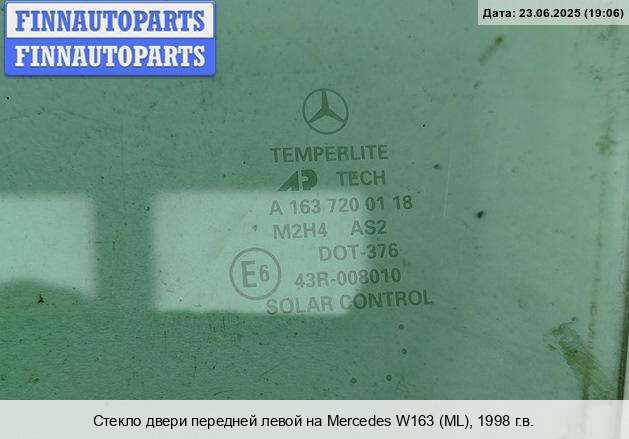 FINNAUTOPARTS
FINNAUTOPARTS
Дата: 23.06.2025 (19:06)
TEMPERLITE
AP TECH
A 163 720 01 18
M2H4 AS2
DOT-376
E6 43R-008010
SOLAR CONTROL
Стекло двери передней левой на Mercedes W163 (ML), 1998 г.в.